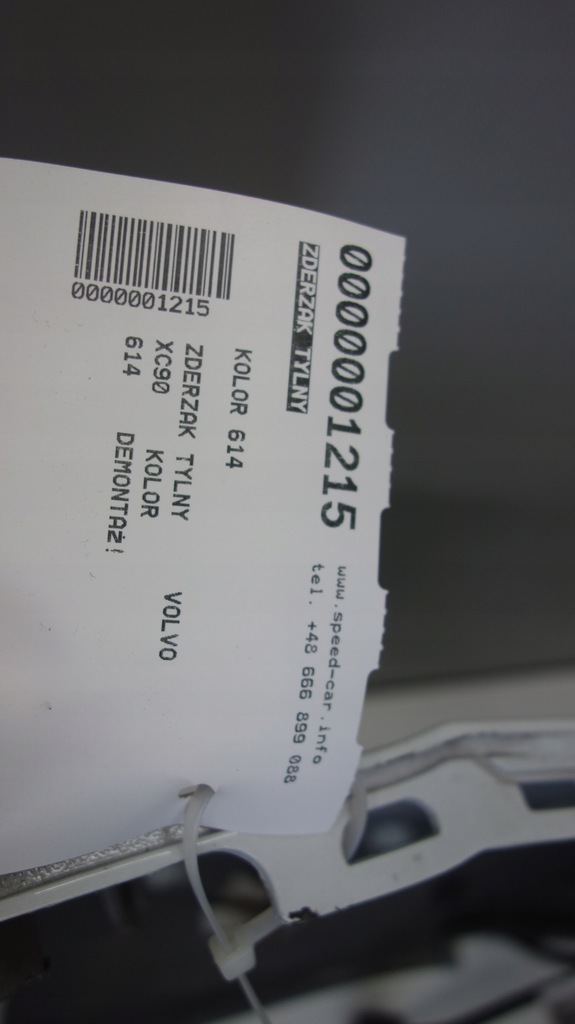 0000001215
ZDERZAK TYLNY
www.speed-car.info
tel. +48 666 899 088
KOLOR 614
ZDERZAK TYLNY VOLVO
XC90 KOLOR
614 DEMONTAŻ!
0000001215